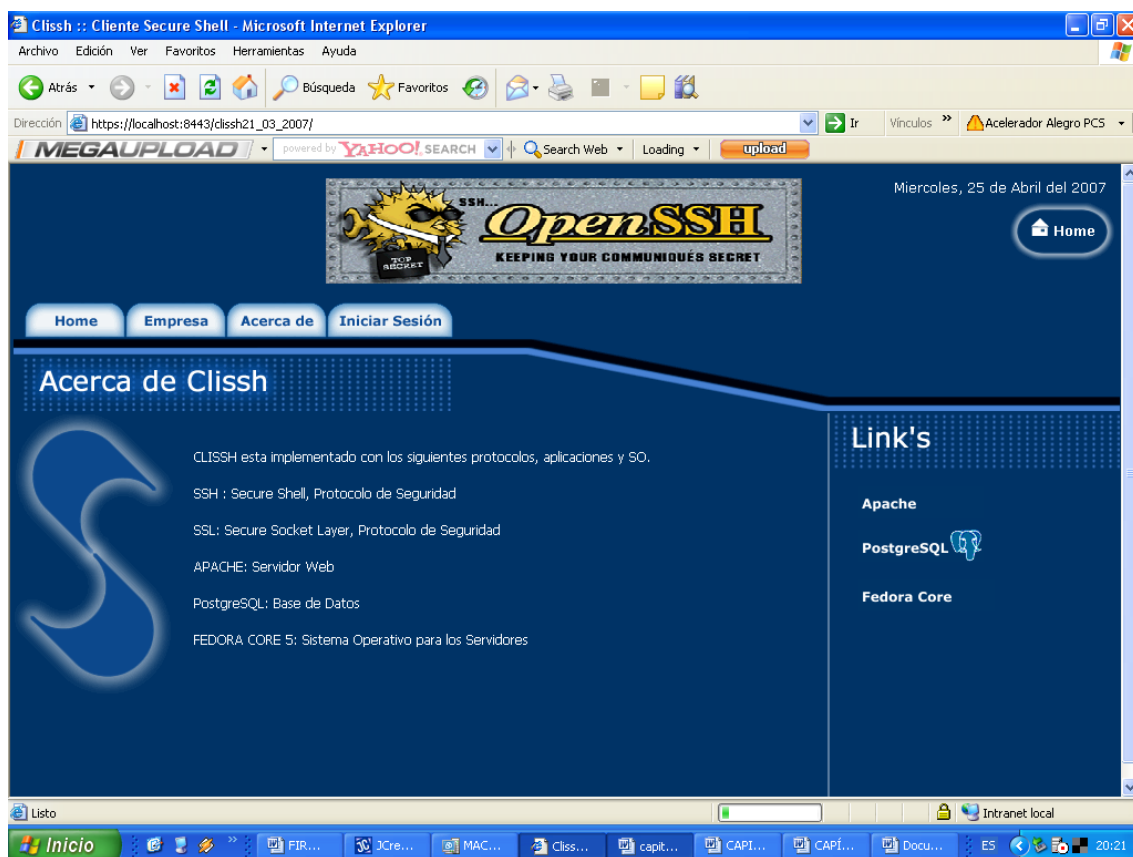 Clissh :: Cliente Secure Shell - Microsoft Internet Explorer
Archivo Edición Ver Favoritos Herramientas Ayuda
Atrás Búsqueda Favoritos
Dirección https://localhost:8443/clissh21_03_2007/ Ir Vínculos » Acelerador Alegro PCS
MEGAUPLOAD powered by YAHOO! SEARCH Search Web Loading upload
Miercoles, 25 de Abril del 2007
SSH...
OpenSSH
TOP SECRET
KEEPING YOUR COMMUNIQUÉS SECRET
Home
Home Empresa Acerca de Iniciar Sesión
Acerca de Clissh
CLISSH esta implementado con los siguientes protocolos, aplicaciones y SO.
SSH : Secure Shell, Protocolo de Seguridad
SSL: Secure Socket Layer, Protocolo de Seguridad
APACHE: Servidor Web
PostgreSQL: Base de Datos
FEDORA CORE 5: Sistema Operativo para los Servidores
Link's
Apache
PostgreSQL
Fedora Core
Listo Intranet local
Inicio » FIR... JCre... MAC... Cliss... capit... CAPI... CAPÍ... Docu... ES 20:21